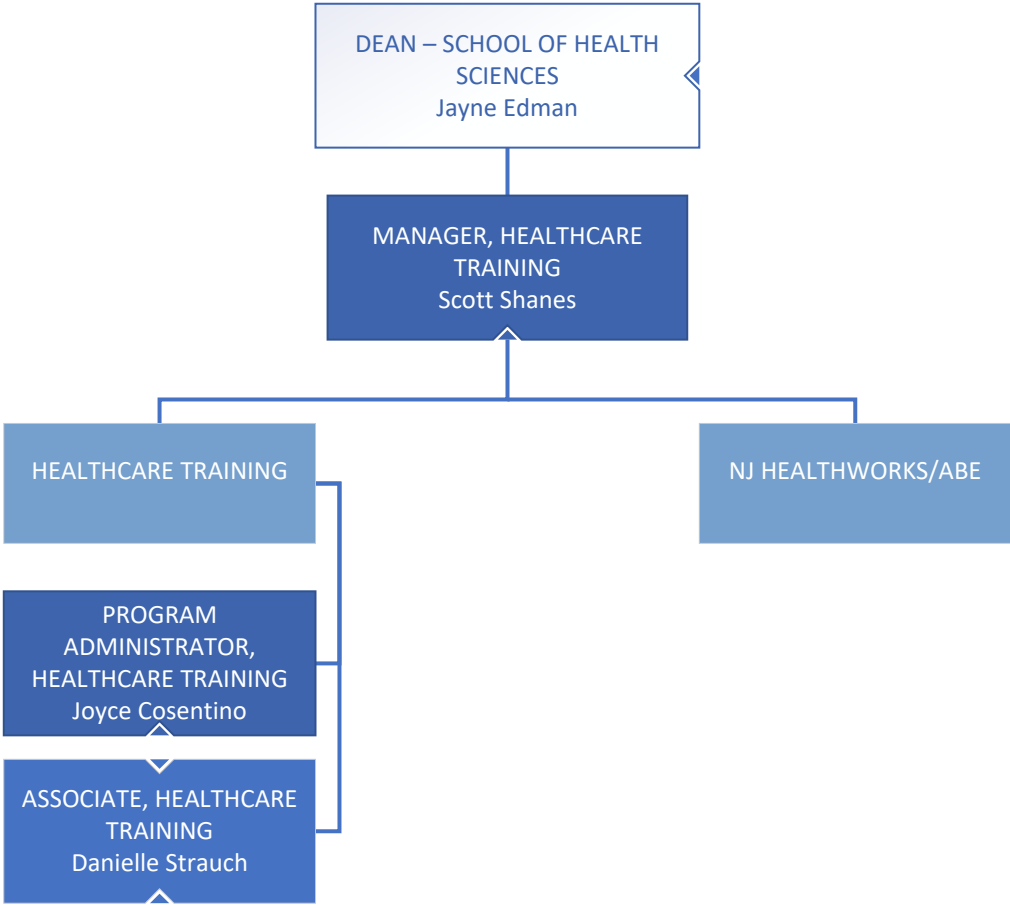 DEAN – SCHOOL OF HEALTH
SCIENCES
Jayne Edman
MANAGER, HEALTHCARE
TRAINING
Scott Shanes
HEALTHCARE TRAINING
NJ HEALTHWORKS/ABE
PROGRAM
ADMINISTRATOR,
HEALTHCARE TRAINING
Joyce Cosentino
ASSOCIATE, HEALTHCARE
TRAINING
Danielle Strauch